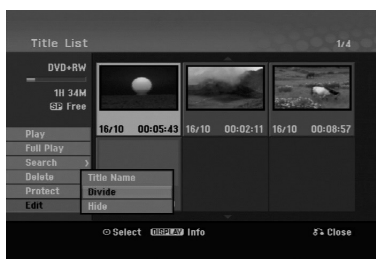 Title List
1/4
DVD+RW
1H 34M
SP Free
16/10 00:05:43 16/10 00:02:11 16/10 00:08:57
Play
Full Play
Search
Delete
Protect
Edit
Title Name
Divide
Hide
Select DISPLAY Info
Close